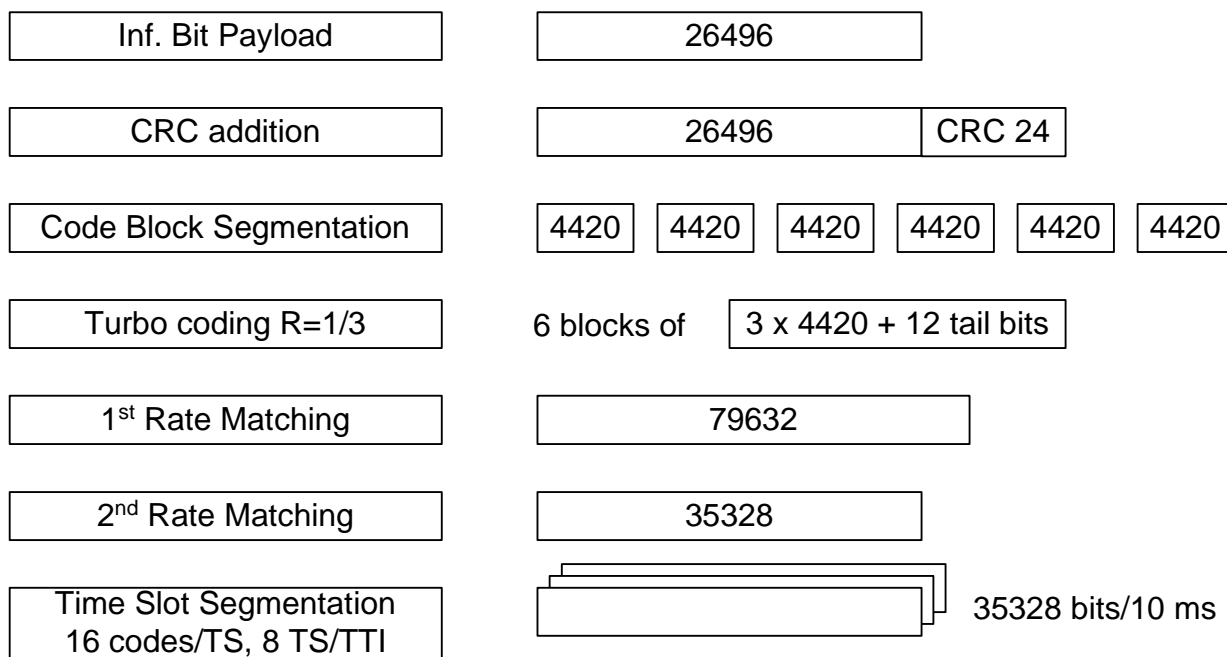 Inf. Bit Payload 26496
CRC addition 26496 CRC 24
Code Block Segmentation 4420 4420 4420 4420 4420 4420
Turbo coding R=1/3 6 blocks of 3 x 4420 + 12 tail bits
1st Rate Matching 79632
2nd Rate Matching 35328
Time Slot Segmentation
16 codes/TS, 8 TS/TTI
35328 bits/10 ms